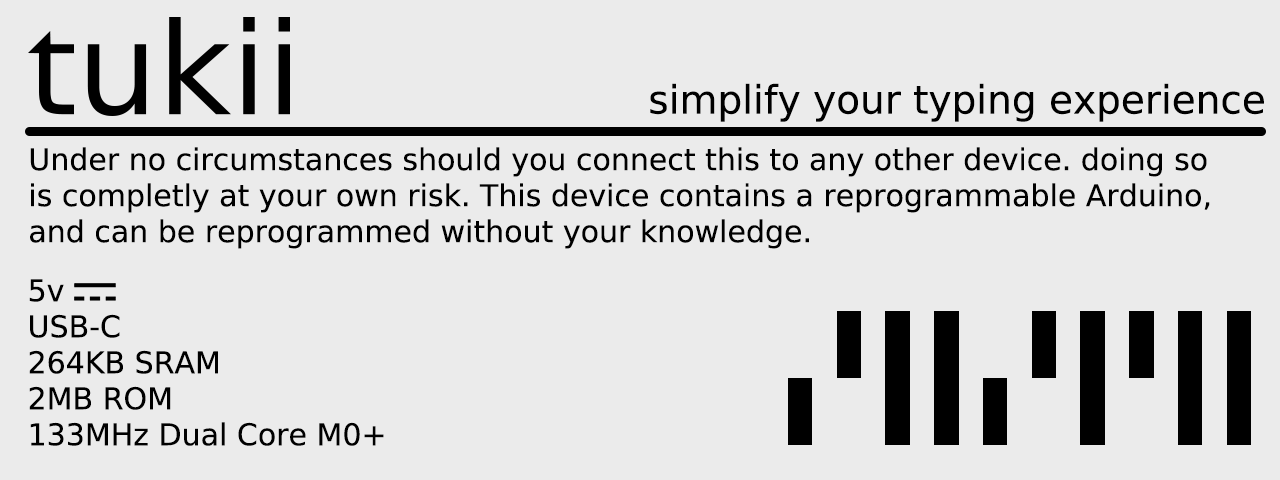 tukii
simplify your typing experience
Under no circumstances should you connect this to any other device. doing so
is completly at your own risk. This device contains a reprogrammable Arduino,
and can be reprogrammed without your knowledge.
5v ⎓
USB-C
264KB SRAM
2MB ROM
133MHz Dual Core M0+